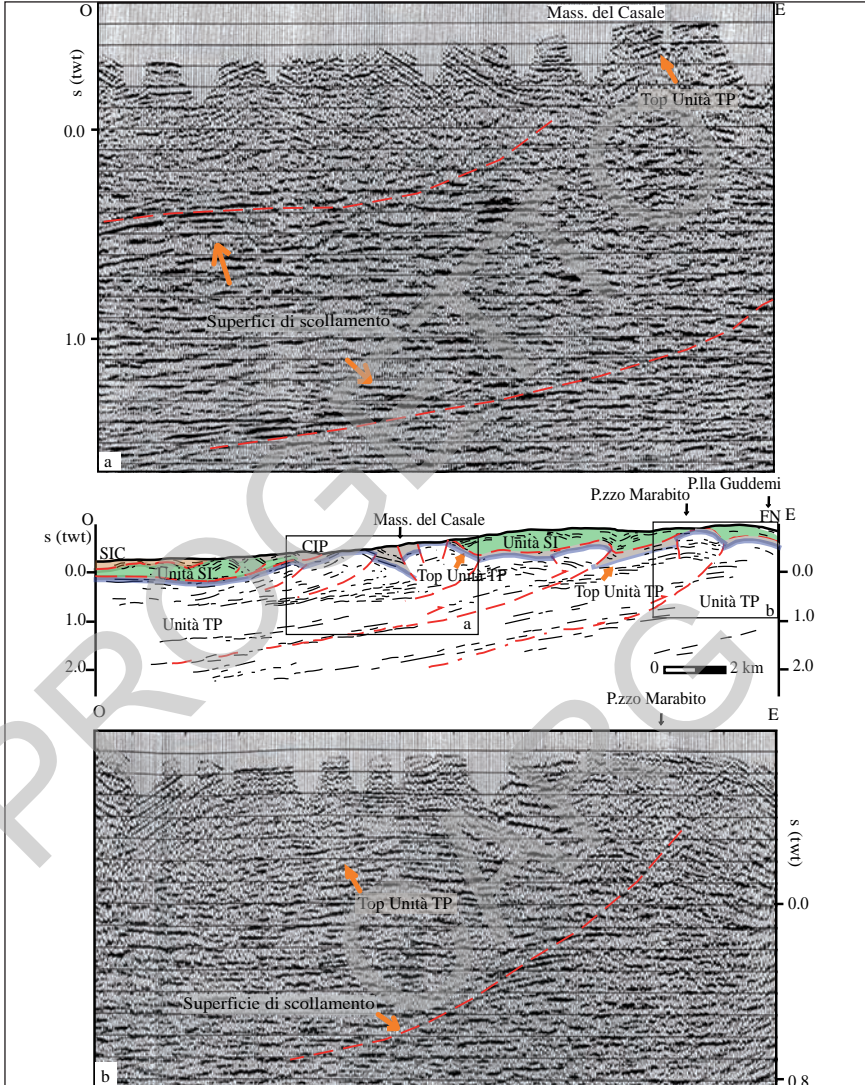 O
Mass. del Casale
E
s (twt)
Top Unità TP
0.0
Superfici di scollamento
1.0
a
P.lla Guddemi
P.zzo Marabito
O
Mass. del Casale
FN
E
s (twt)
SIC
CIP
Unità SI
Unità SI
0.0
Top Unità TP
Top Unità TP
0.0
Unità TP
Unità TP
b
1.0
a
1.0
2.0
0
2 km
2.0
P.zzo Marabito
O
E
s (twt)
Top Unità TP
0.0
Superficie di scollamento
b
0.8
PROGETTO